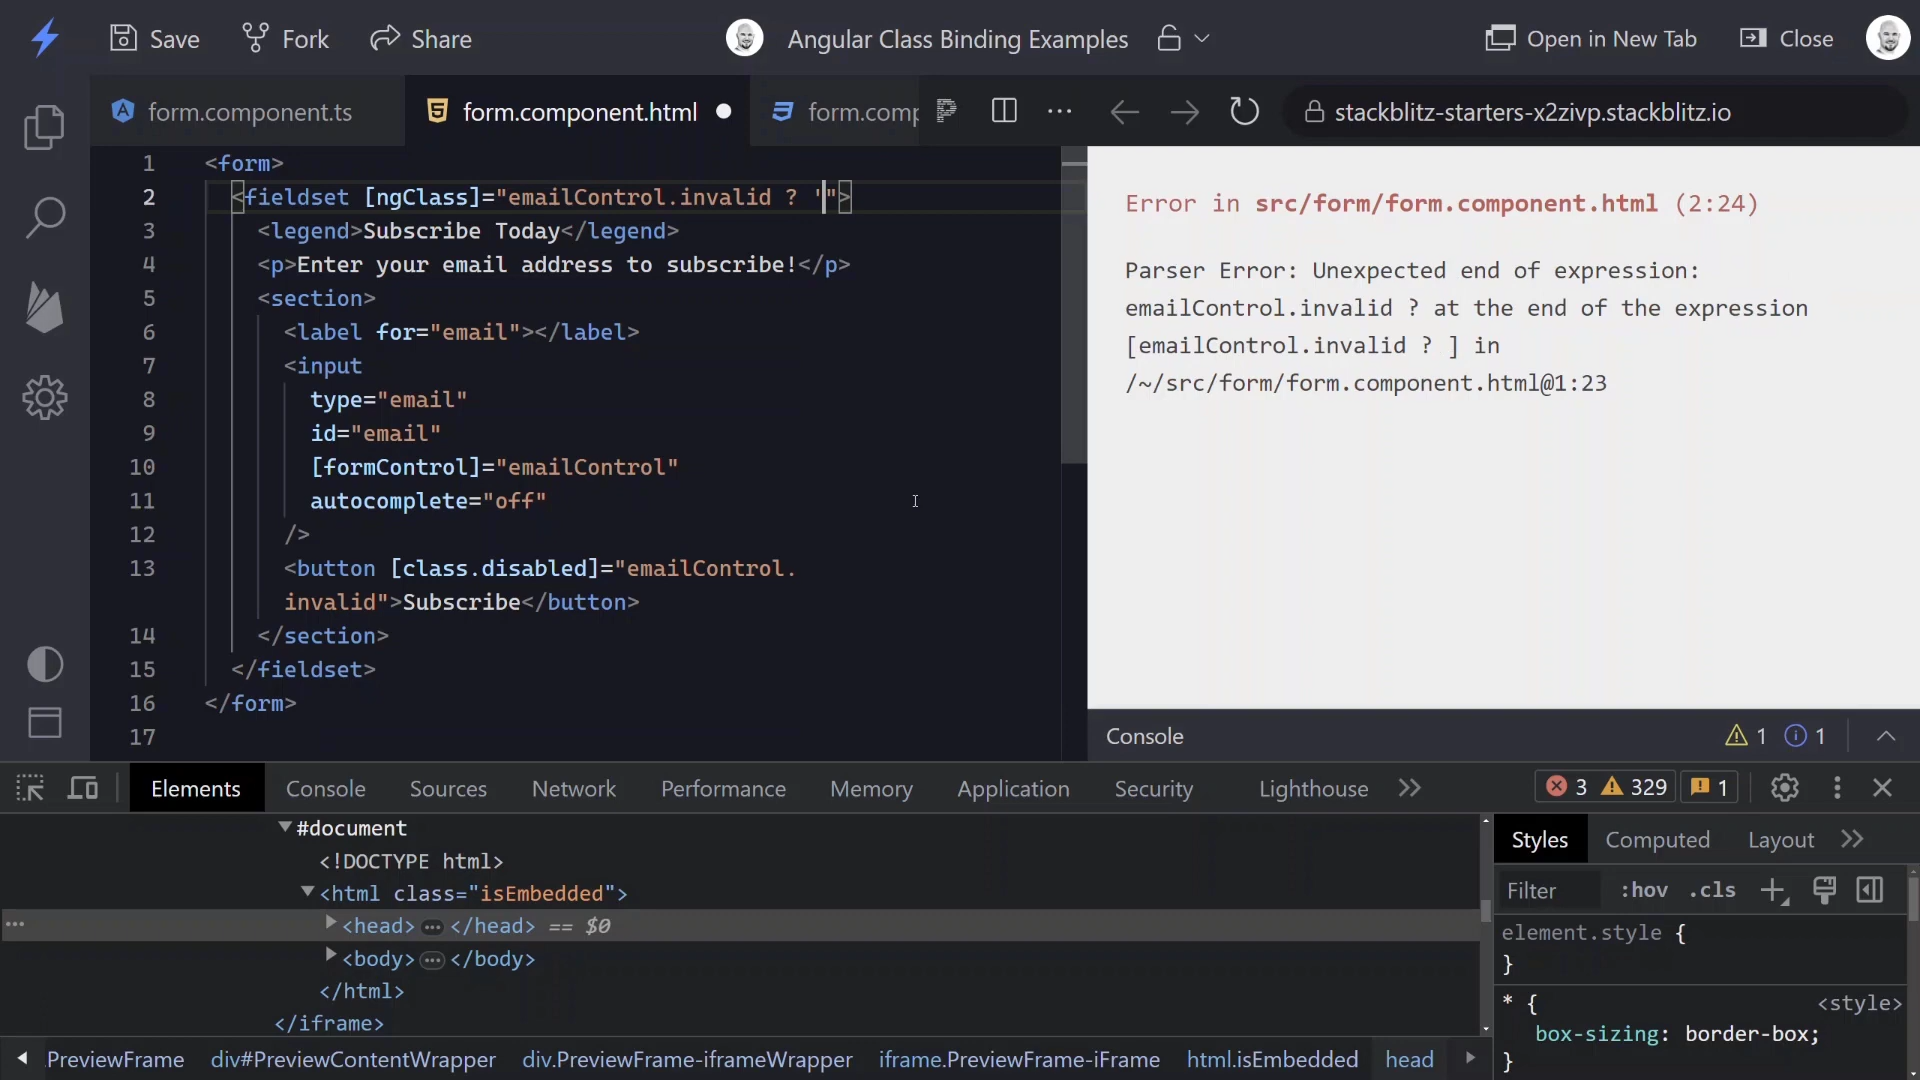 Save Fork Share Angular Class Binding Examples Open in New Tab Close
form.component.ts form.component.html form.comp stackblitz-starters-x2zivp.stackblitz.io
1 <form>
2 <fieldset [ngClass]="emailControl.invalid ? '">
3 <legend>Subscribe Today</legend>
4 <p>Enter your email address to subscribe!</p>
5 <section>
6 <label for="email"></label>
7 <input
8 type="email"
9 id="email"
10 [formControl]="emailControl"
11 autocomplete="off"
12 />
13 <button [class.disabled]="emailControl.
invalid">Subscribe</button>
14 </section>
15 </fieldset>
16 </form>
17
Error in src/form/form.component.html (2:24)
Parser Error: Unexpected end of expression:
emailControl.invalid ? at the end of the expression
[emailControl.invalid ? ] in
/~/src/form/form.component.html@1:23
Console 1 1
Elements Console Sources Network Performance Memory Application Security Lighthouse 3 329 1
#document
<!DOCTYPE html>
<html class="isEmbedded">
<head> … </head> == $0
<body> … </body>
</html>
</iframe>
.PreviewFrame div#PreviewContentWrapper div.PreviewFrame-iframeWrapper iframe.PreviewFrame-iFrame html.isEmbedded head
Styles Computed Layout
Filter :hov .cls
element.style {
}
* { <style>
box-sizing: border-box;
}